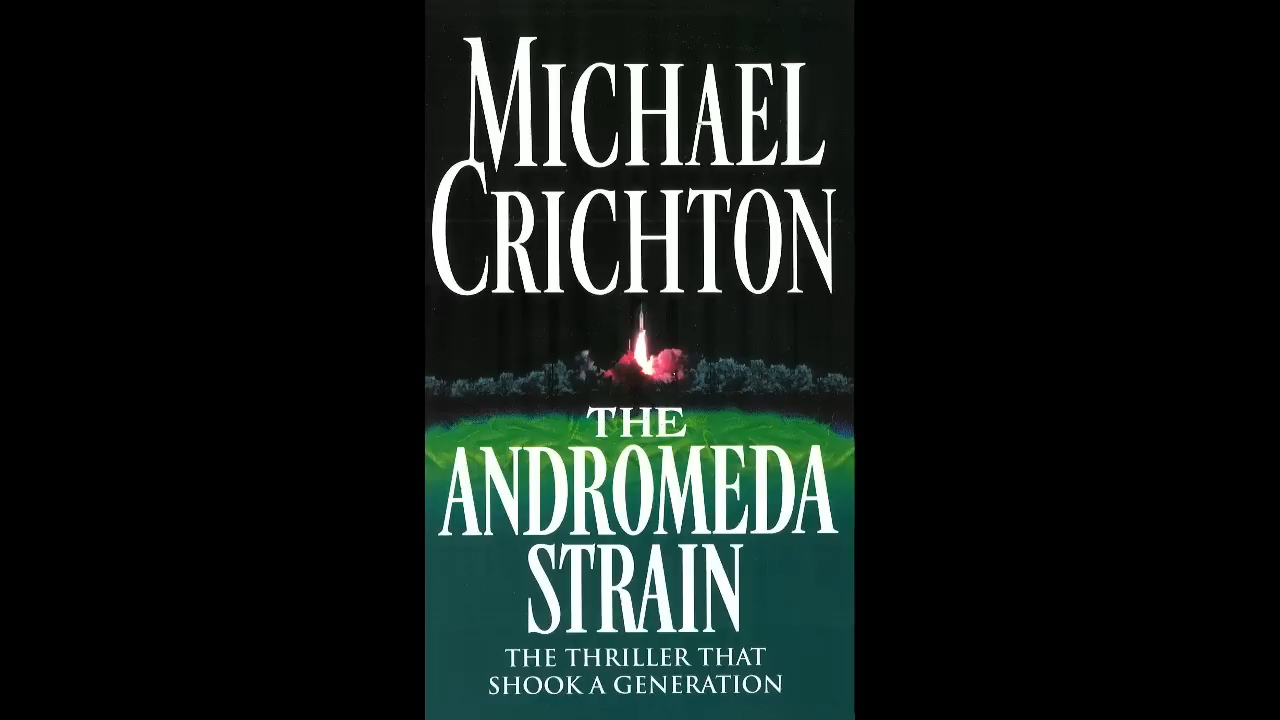 MICHAEL
CRICHTON
THE
ANDROMEDA
STRAIN
THE THRILLER THAT
SHOOK A GENERATION